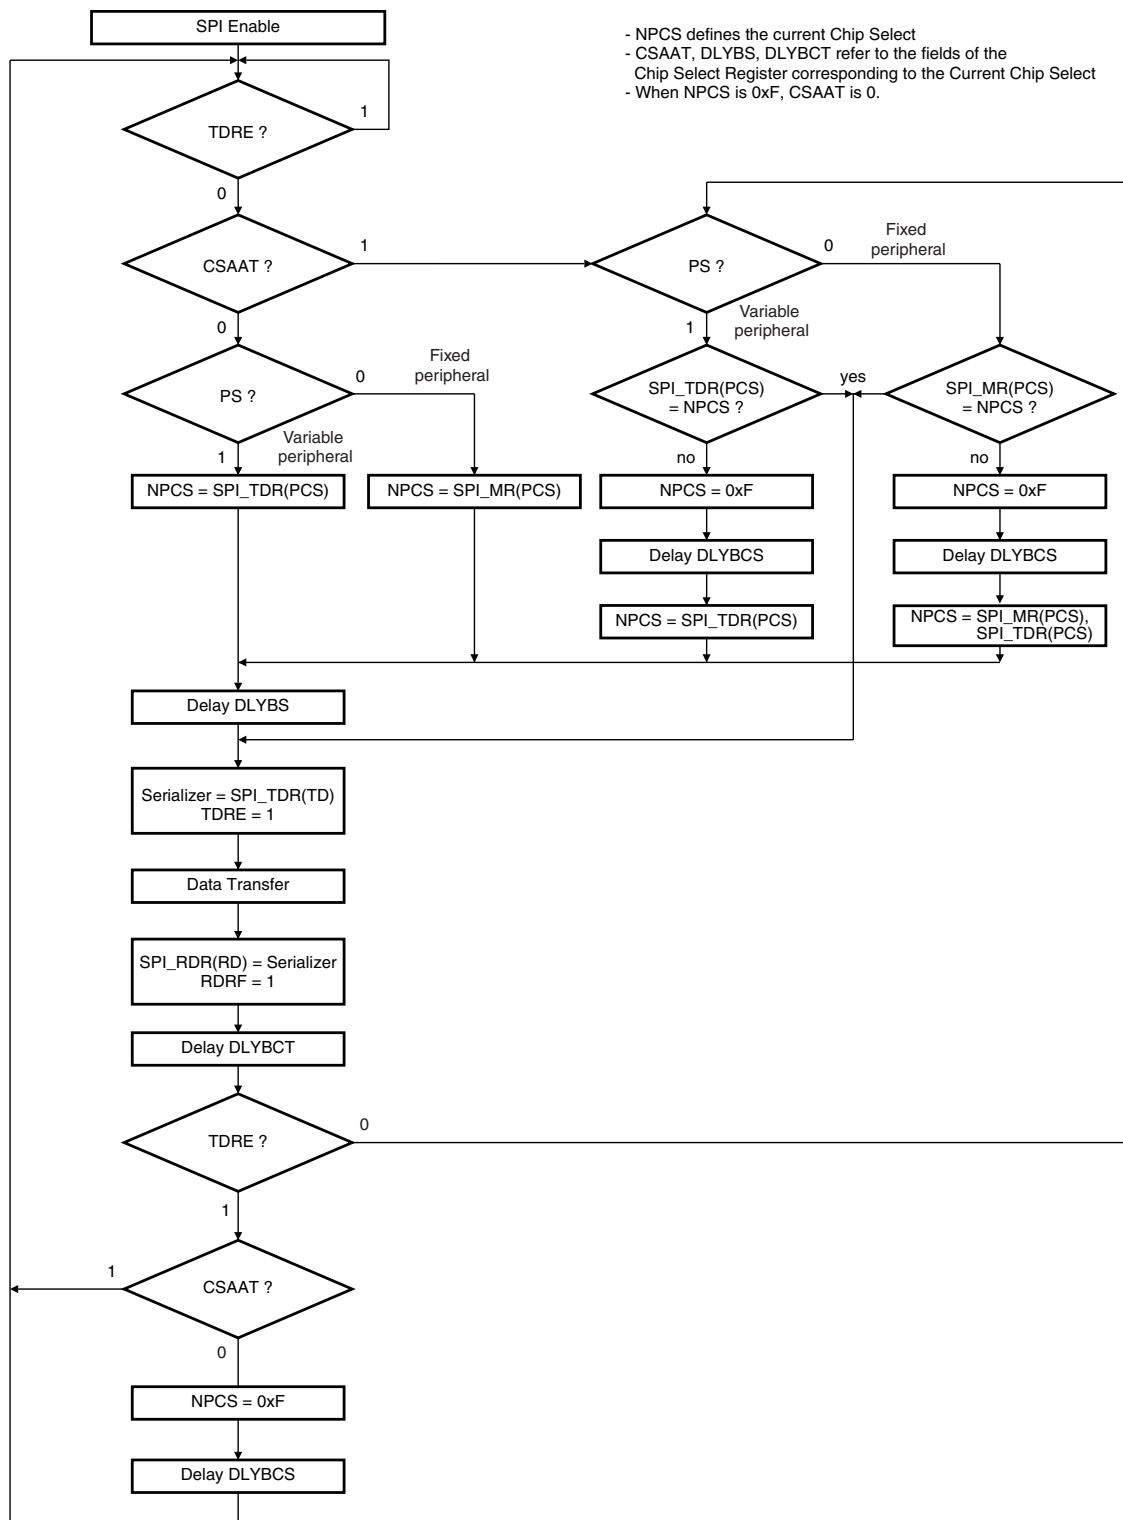 SPI Enable
- NPCS defines the current Chip Select
- CSAAT, DLYBS, DLYBCT refer to the fields of the
Chip Select Register corresponding to the Current Chip Select
- When NPCS is 0xF, CSAAT is 0.
TDRE ?
1
0
CSAAT ?
1
0
PS ?
0
Fixed
peripheral
1
Variable
peripheral
PS ?
0
Fixed
peripheral
1
Variable
peripheral
SPI_TDR(PCS)
= NPCS ?
yes
SPI_MR(PCS)
= NPCS ?
no
no
NPCS = SPI_TDR(PCS)
NPCS = SPI_MR(PCS)
NPCS = 0xF
NPCS = 0xF
Delay DLYBCS
Delay DLYBCS
NPCS = SPI_TDR(PCS)
NPCS = SPI_MR(PCS),
SPI_TDR(PCS)
Delay DLYBS
Serializer = SPI_TDR(TD)
TDRE = 1
Data Transfer
SPI_RDR(RD) = Serializer
RDRF = 1
Delay DLYBCT
TDRE ?
0
1
CSAAT ?
1
0
NPCS = 0xF
Delay DLYBCS